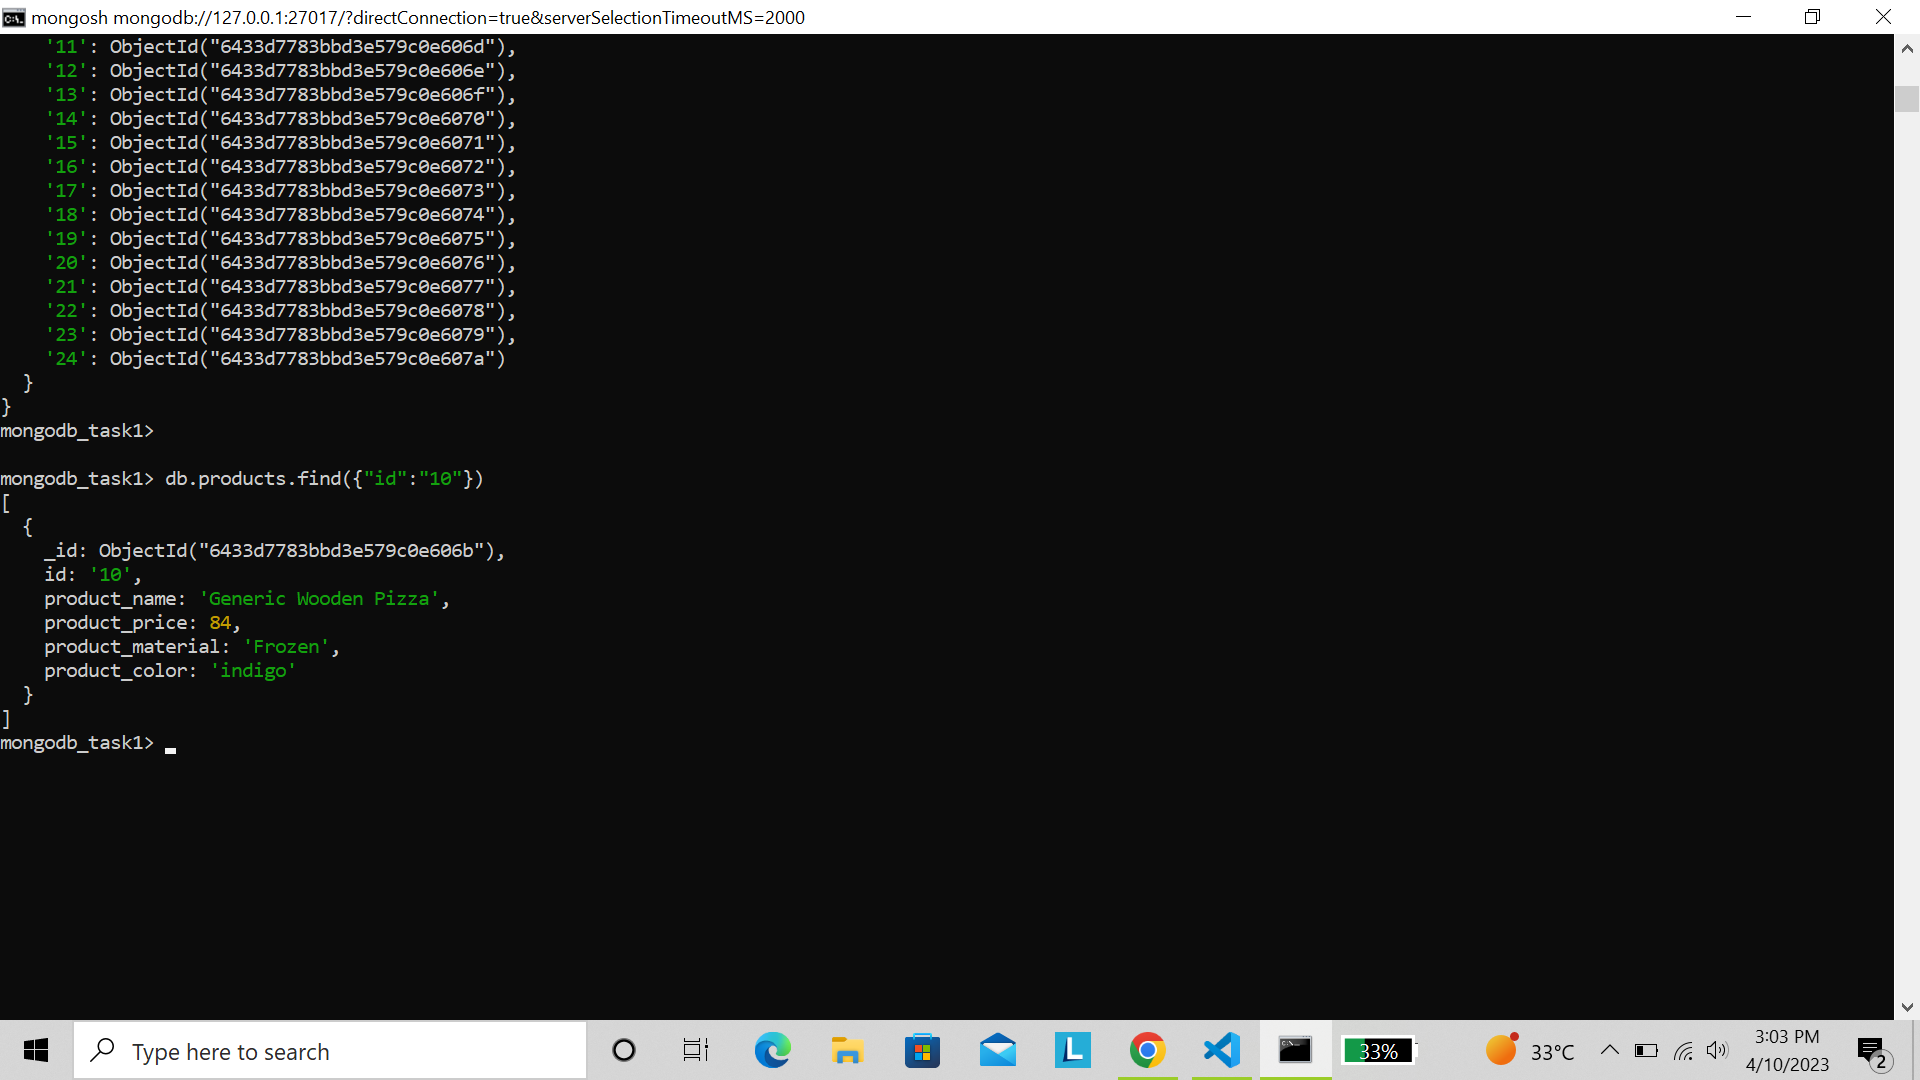 mongosh mongodb://127.0.0.1:27017/?directConnection=true&serverSelectionTimeoutMS=2000
'11': ObjectId("6433d7783bbd3e579c0e606d"),
'12': ObjectId("6433d7783bbd3e579c0e606e"),
'13': ObjectId("6433d7783bbd3e579c0e606f"),
'14': ObjectId("6433d7783bbd3e579c0e6070"),
'15': ObjectId("6433d7783bbd3e579c0e6071"),
'16': ObjectId("6433d7783bbd3e579c0e6072"),
'17': ObjectId("6433d7783bbd3e579c0e6073"),
'18': ObjectId("6433d7783bbd3e579c0e6074"),
'19': ObjectId("6433d7783bbd3e579c0e6075"),
'20': ObjectId("6433d7783bbd3e579c0e6076"),
'21': ObjectId("6433d7783bbd3e579c0e6077"),
'22': ObjectId("6433d7783bbd3e579c0e6078"),
'23': ObjectId("6433d7783bbd3e579c0e6079"),
'24': ObjectId("6433d7783bbd3e579c0e607a")
}
}
mongodb_task1>
mongodb_task1> db.products.find({"id":"10"})
[
{
_id: ObjectId("6433d7783bbd3e579c0e606b"),
id: '10',
product_name: 'Generic Wooden Pizza',
product_price: 84,
product_material: 'Frozen',
product_color: 'indigo'
}
]
mongodb_task1>
Type here to search
L
33%
33°C
3:03 PM
4/10/2023
2